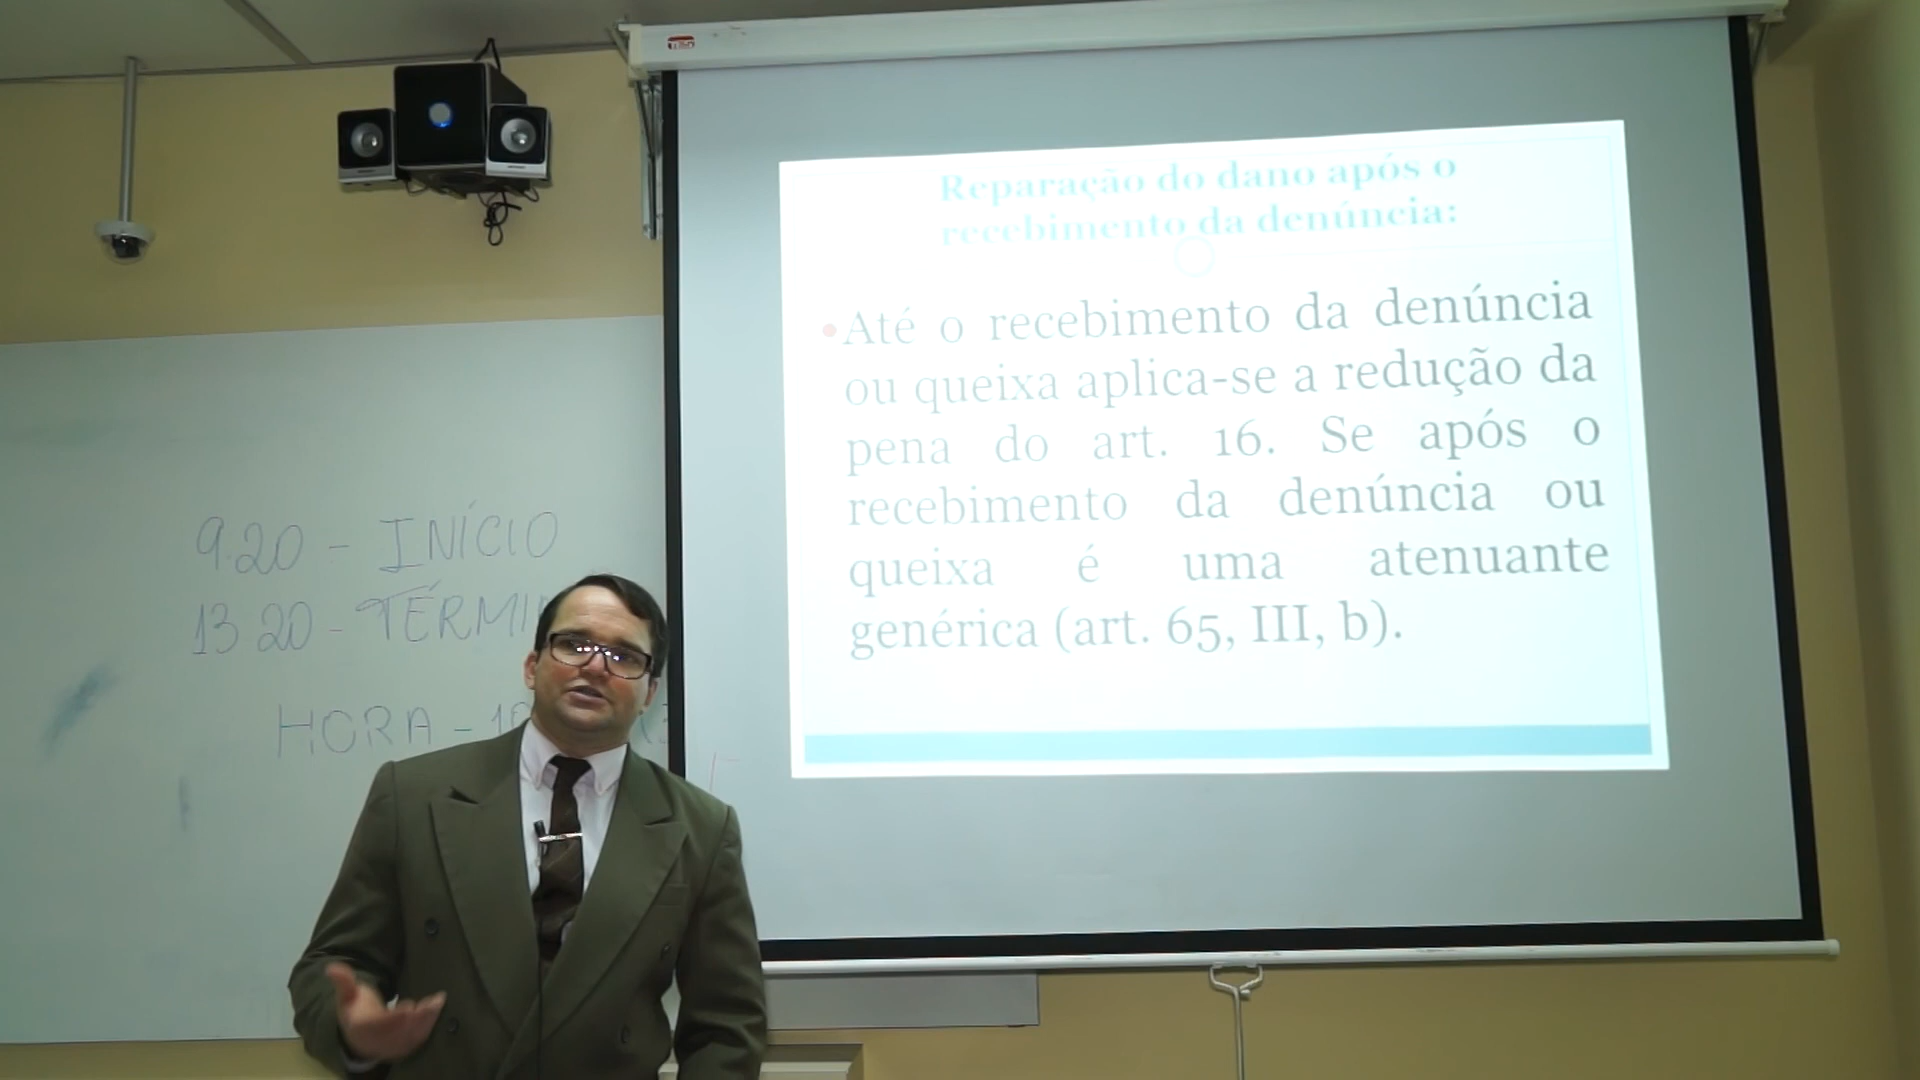 Reparação do dano após o
recebimento da denúncia:
•Até o recebimento da denúncia
ou queixa aplica-se a redução da
pena do art. 16. Se após o
recebimento da denúncia ou
queixa é uma atenuante
genérica (art. 65, III, b).
9.20 - INÍCIO
13 20 - TÉRMI
HORA -